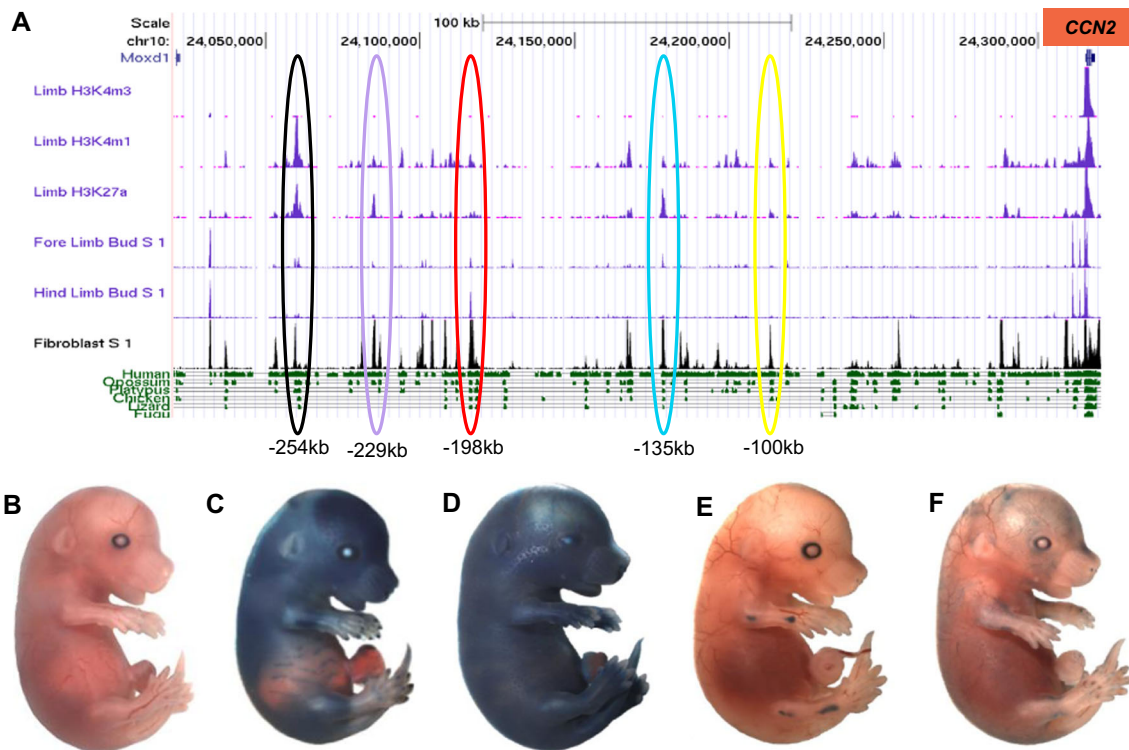 A
Scale
100 kb
CCN2
chr10:
24,050,000
24,100,000
24,150,000
24,200,000
24,250,000
24,300,000
Moxd1
Limb H3K4m3
Limb H3K4m1
Limb H3K27a
Fore Limb Bud S 1
Hind Limb Bud S 1
Fibroblast S 1
Human
Opossum
Platypus
Chicken
Lizard
Fugu
-254kb
-229kb
-198kb
-135kb
-100kb
B
C
D
E
F